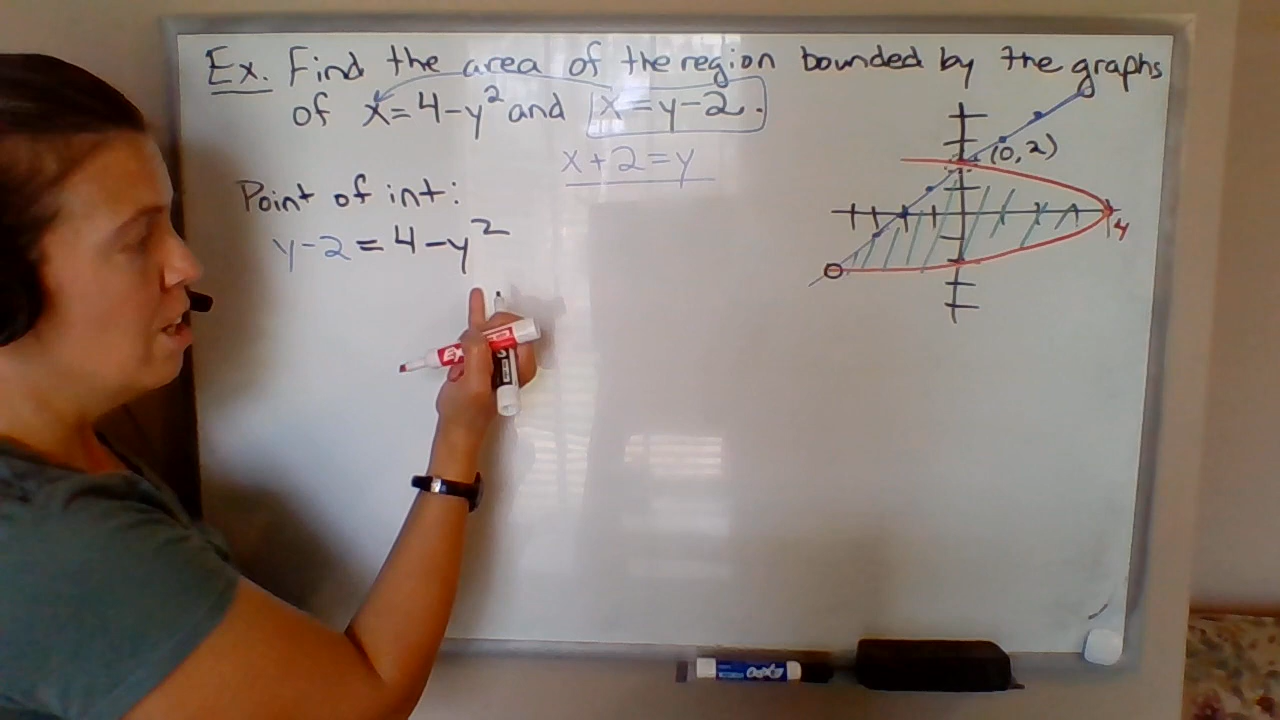 Ex. Find the area of the region bounded by the graphs
of x=4-y² and x=y-2.
x+2=y
(0,2)
Point of int:
4
y-2=4-y²
Expo